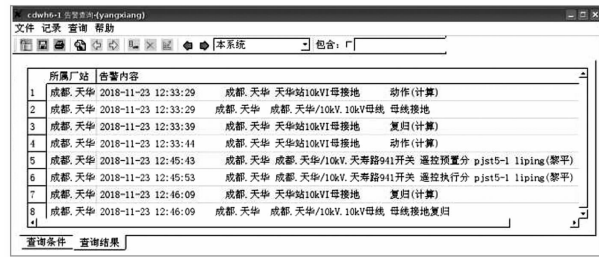 cdwh6-1 告警查询-(yangxiang)
文件 记录 查询 帮助
本系统 包含:
所属厂站 告警内容
1 成都.天华 2018-11-23 12:33:29 成都.天华 天华站10kVI母接地 动作(计算)
2 成都.天华 2018-11-23 12:33:29 成都.天华 成都.天华/10kV.10kV母线 母线接地
3 成都.天华 2018-11-23 12:33:39 成都.天华 天华站10kVI母接地 复归(计算)
4 成都.天华 2018-11-23 12:33:44 成都.天华 天华站10kVI母接地 动作(计算)
5 成都.天华 2018-11-23 12:45:43 成都.天华 成都.天华/10kV.天寿路941开关 遥控预置分 pjst5-1 liping(黎平)
6 成都.天华 2018-11-23 12:45:53 成都.天华 成都.天华/10kV.天寿路941开关 遥控执行分 pjst5-1 liping(黎平)
7 成都.天华 2018-11-23 12:46:09 成都.天华 天华站10kVI母接地 复归(计算)
8 成都.天华 2018-11-23 12:46:09 成都.天华 成都.天华/10kV.10kV母线 母线接地复归
查询条件 查询结果